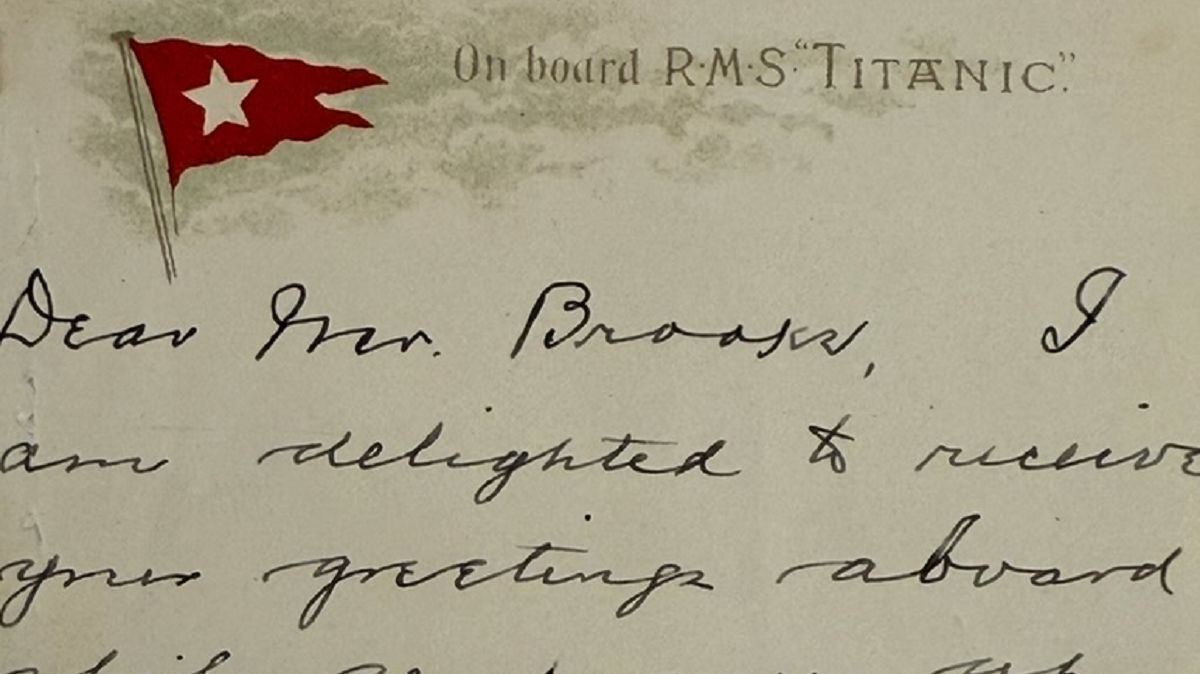 On board R·M·S· "TITANIC."
Dear Mr. Brooks, I
am delighted to receive
your greetings aboard